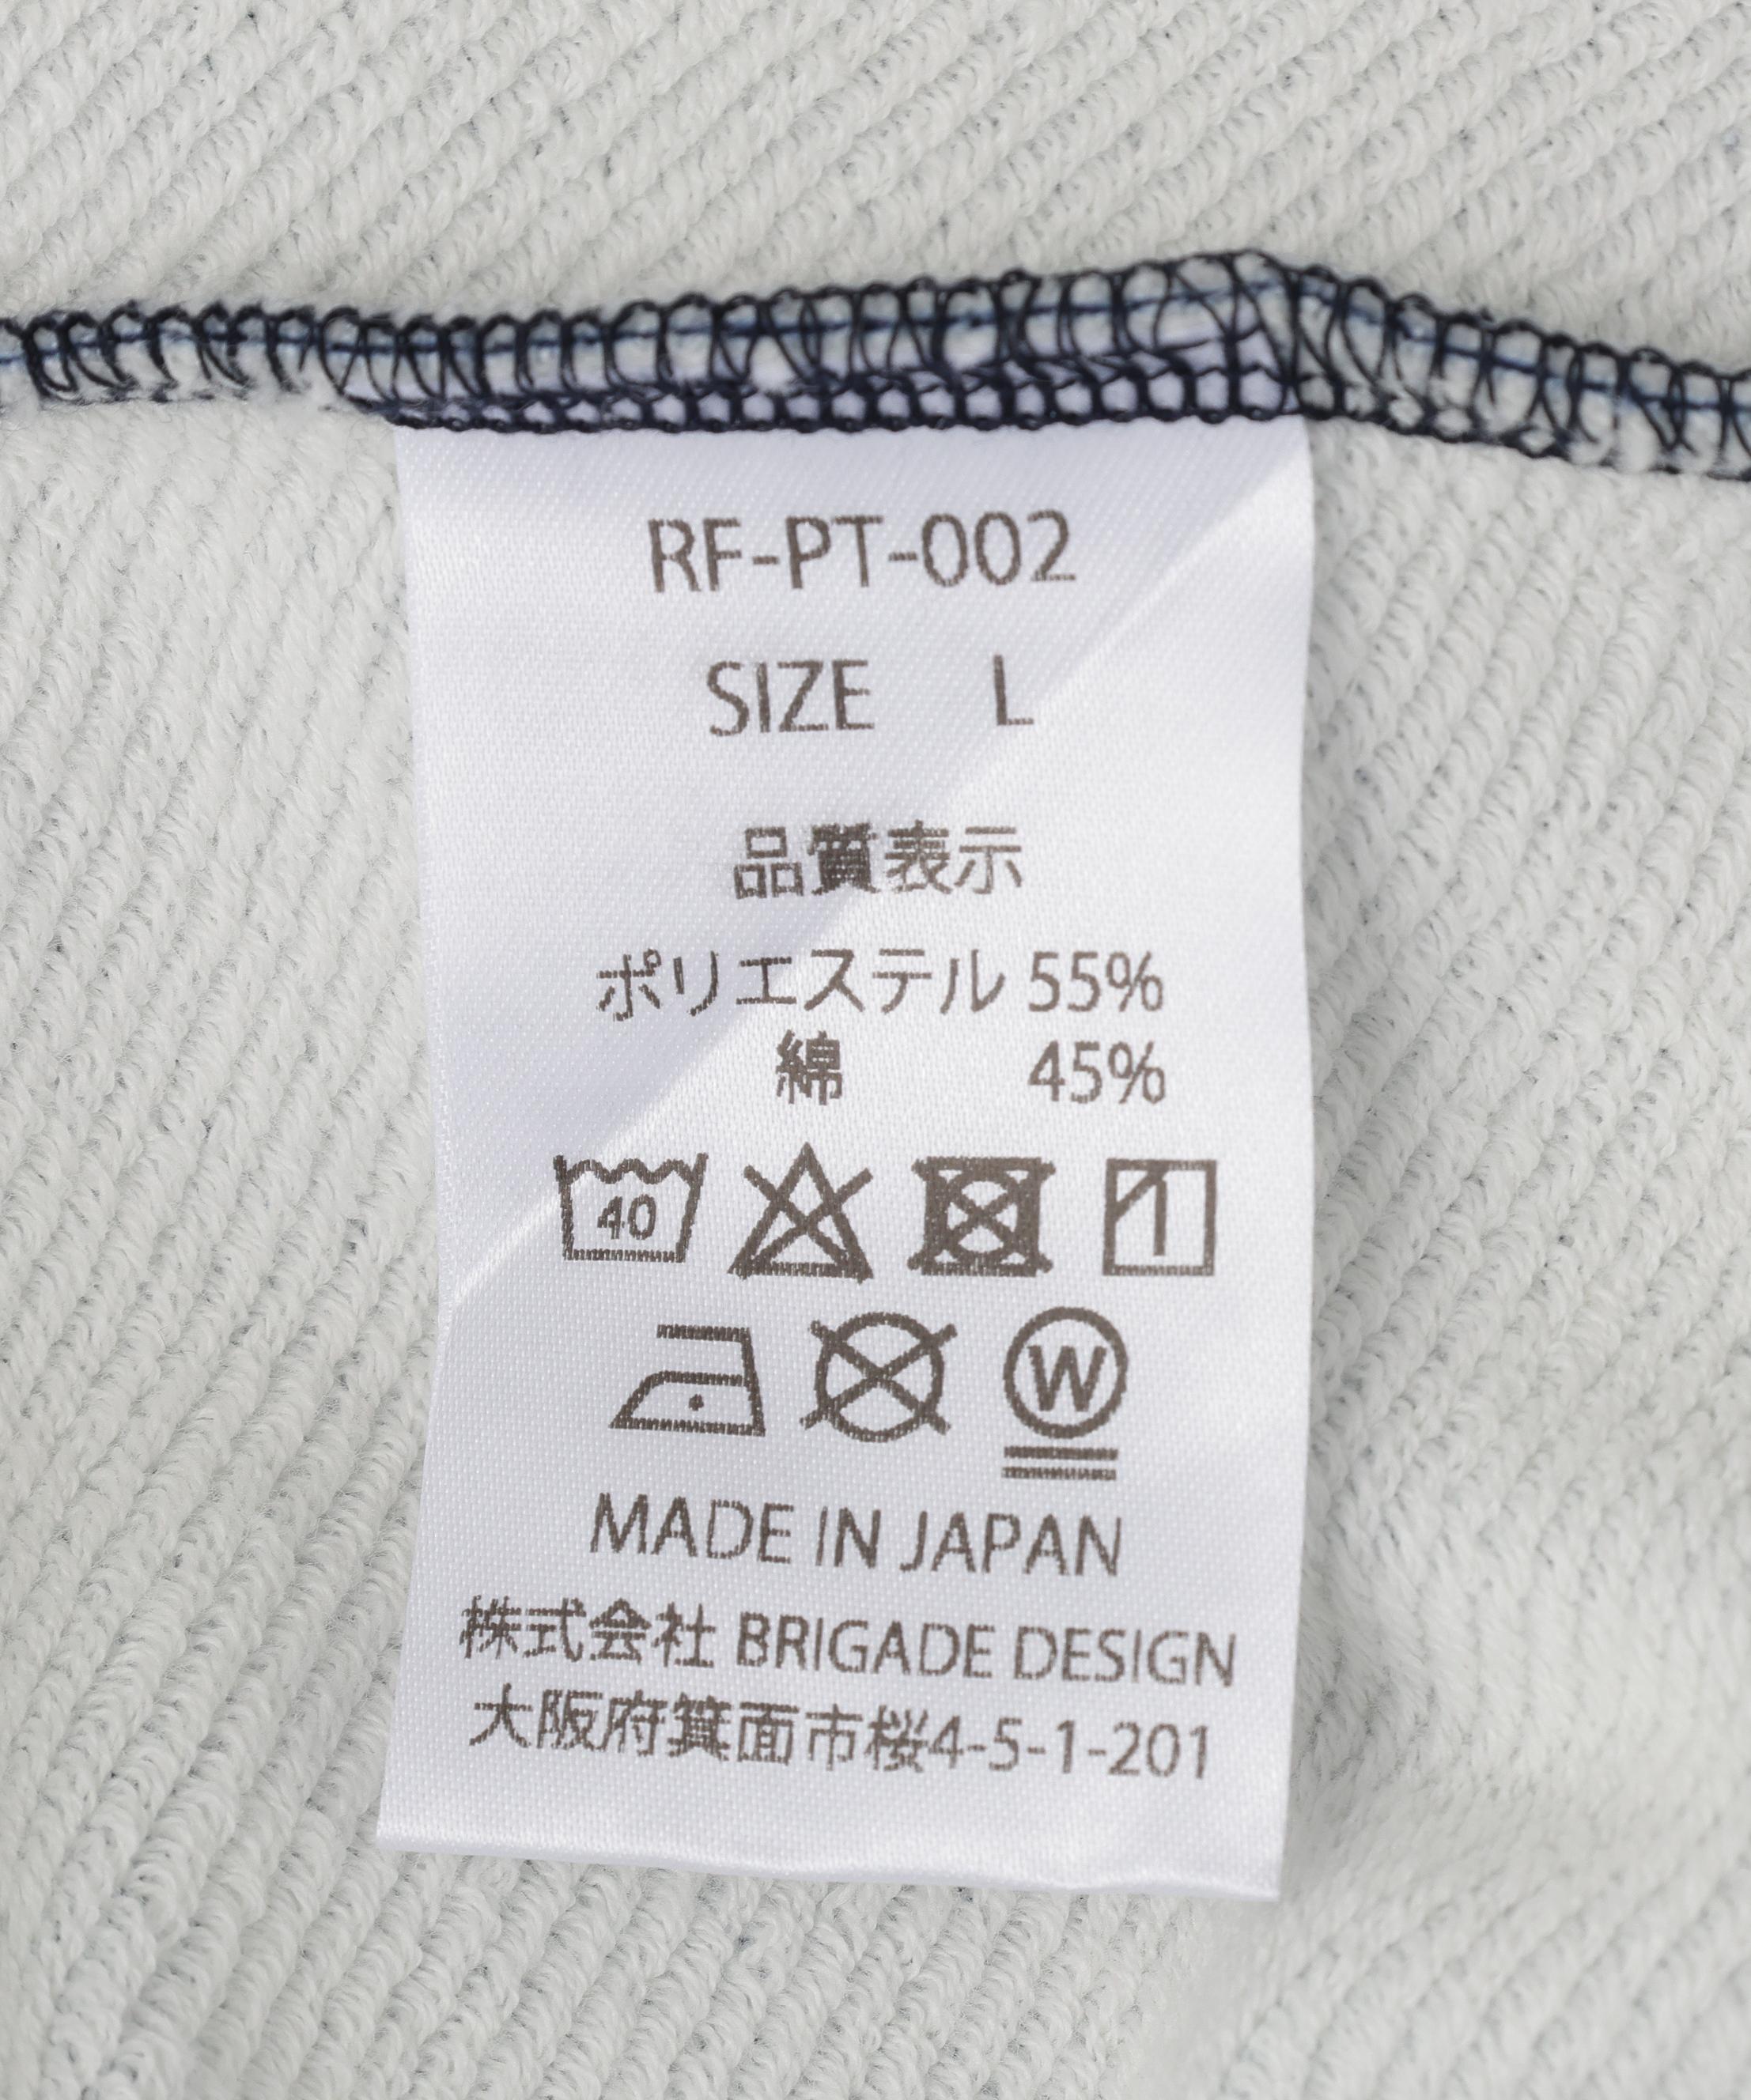 RF-PT-002
SIZE L
品質表示
ポリエステル 55%
綿 45%
40
W
MADE IN JAPAN
株式会社 BRIGADE DESIGN
大阪府箕面市桜4-5-1-201